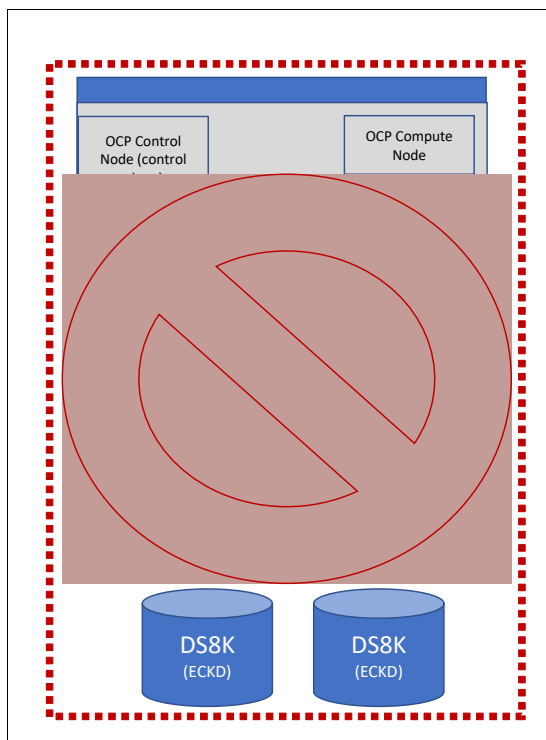 OCP Control
Node (control
OCP Compute
Node
DS8K
(ECKD)
DS8K
(ECKD)